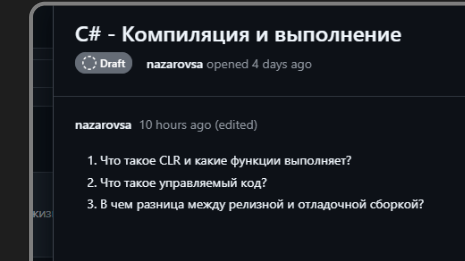 C# - Компиляция и выполнение
Draft nazarovsa opened 4 days ago
nazarovsa 10 hours ago (edited)
1. Что такое CLR и какие функции выполняет?
2. Что такое управляемый код?
3. В чем разница между релизной и отладочной сборкой?